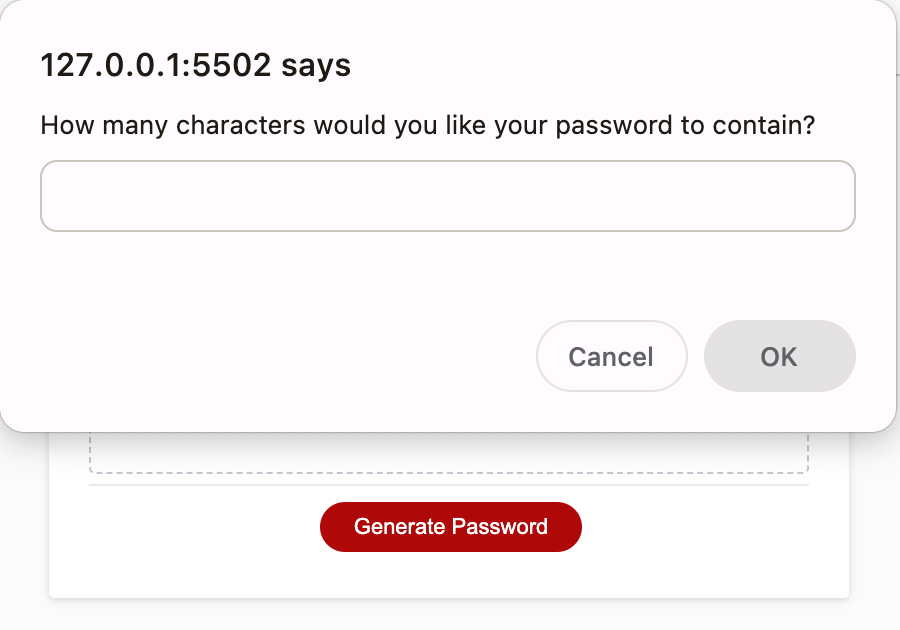 127.0.0.1:5502 says
How many characters would you like your password to contain?
Cancel
OK
Generate Password